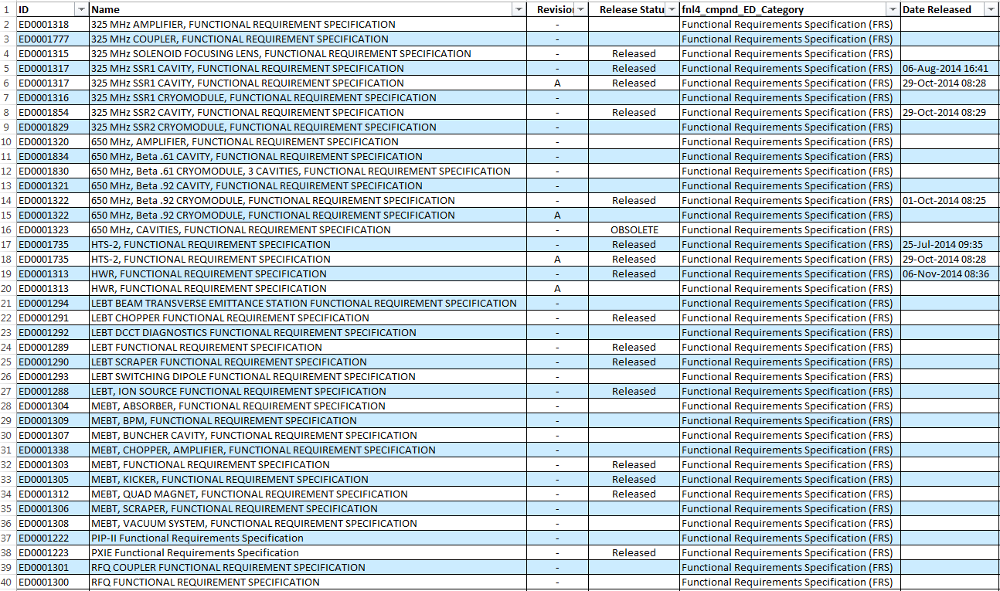 1 ID Name Revision Release Statu fnl4_cmpnd_ED_Category Date Released
2 ED0001318 325 MHz AMPLIFIER, FUNCTIONAL REQUIREMENT SPECIFICATION - Functional Requirements Specification (FRS)
3 ED0001777 325 MHz COUPLER, FUNCTIONAL REQUIREMENT SPECIFICATION - Functional Requirements Specification (FRS)
4 ED0001315 325 MHz SOLENOID FOCUSING LENS, FUNCTIONAL REQUIREMENT SPECIFICATION - Released Functional Requirements Specification (FRS)
5 ED0001317 325 MHz SSR1 CAVITY, FUNCTIONAL REQUIREMENT SPECIFICATION - Released Functional Requirements Specification (FRS) 06-Aug-2014 16:41
6 ED0001317 325 MHz SSR1 CAVITY, FUNCTIONAL REQUIREMENT SPECIFICATION A Released Functional Requirements Specification (FRS) 29-Oct-2014 08:28
7 ED0001316 325 MHz SSR1 CRYOMODULE, FUNCTIONAL REQUIREMENT SPECIFICATION - Functional Requirements Specification (FRS)
8 ED0001854 325 MHz SSR2 CAVITY, FUNCTIONAL REQUIREMENT SPECIFICATION - Released Functional Requirements Specification (FRS) 29-Oct-2014 08:29
9 ED0001829 325 MHz SSR2 CRYOMODULE, FUNCTIONAL REQUIREMENT SPECIFICATION - Functional Requirements Specification (FRS)
10 ED0001320 650 MHz, AMPLIFIER, FUNCTIONAL REQUIREMENT SPECIFICATION - Functional Requirements Specification (FRS)
11 ED0001834 650 MHz, Beta .61 CAVITY, FUNCTIONAL REQUIREMENT SPECIFICATION - Functional Requirements Specification (FRS)
12 ED0001830 650 MHz, Beta .61 CRYOMODULE, 3 CAVITIES, FUNCTIONAL REQUIREMENT SPECIFICATION - Functional Requirements Specification (FRS)
13 ED0001321 650 MHz, Beta .92 CAVITY, FUNCTIONAL REQUIREMENT SPECIFICATION - Functional Requirements Specification (FRS)
14 ED0001322 650 MHz, Beta .92 CRYOMODULE, FUNCTIONAL REQUIREMENT SPECIFICATION - Released Functional Requirements Specification (FRS) 01-Oct-2014 08:25
15 ED0001322 650 MHz, Beta .92 CRYOMODULE, FUNCTIONAL REQUIREMENT SPECIFICATION A Functional Requirements Specification (FRS)
16 ED0001323 650 MHz, CAVITIES, FUNCTIONAL REQUIREMENT SPECIFICATION - OBSOLETE Functional Requirements Specification (FRS)
17 ED0001735 HTS-2, FUNCTIONAL REQUIREMENT SPECIFICATION - Released Functional Requirements Specification (FRS) 25-Jul-2014 09:35
18 ED0001735 HTS-2, FUNCTIONAL REQUIREMENT SPECIFICATION A Released Functional Requirements Specification (FRS) 29-Oct-2014 08:28
19 ED0001313 HWR, FUNCTIONAL REQUIREMENT SPECIFICATION - Released Functional Requirements Specification (FRS) 06-Nov-2014 08:36
20 ED0001313 HWR, FUNCTIONAL REQUIREMENT SPECIFICATION A Functional Requirements Specification (FRS)
21 ED0001294 LEBT BEAM TRANSVERSE EMITTANCE STATION FUNCTIONAL REQUIREMENT SPECIFICATION - Functional Requirements Specification (FRS)
22 ED0001291 LEBT CHOPPER FUNCTIONAL REQUIREMENT SPECIFICATION - Released Functional Requirements Specification (FRS)
23 ED0001292 LEBT DCCT DIAGNOSTICS FUNCTIONAL REQUIREMENT SPECIFICATION - Functional Requirements Specification (FRS)
24 ED0001289 LEBT FUNCTIONAL REQUIREMENT SPECIFICATION - Released Functional Requirements Specification (FRS)
25 ED0001290 LEBT SCRAPER FUNCTIONAL REQUIREMENT SPECIFICATION - Released Functional Requirements Specification (FRS)
26 ED0001293 LEBT SWITCHING DIPOLE FUNCTIONAL REQUIREMENT SPECIFICATION - Functional Requirements Specification (FRS)
27 ED0001288 LEBT, ION SOURCE FUNCTIONAL REQUIREMENT SPECIFICATION - Released Functional Requirements Specification (FRS)
28 ED0001304 MEBT, ABSORBER, FUNCTIONAL REQUIREMENT SPECIFICATION - Functional Requirements Specification (FRS)
29 ED0001309 MEBT, BPM, FUNCTIONAL REQUIREMENT SPECIFICATION - Functional Requirements Specification (FRS)
30 ED0001307 MEBT, BUNCHER CAVITY, FUNCTIONAL REQUIREMENT SPECIFICATION - Functional Requirements Specification (FRS)
31 ED0001338 MEBT, CHOPPER, AMPLIFIER, FUNCTIONAL REQUIREMENT SPECIFICATION - Functional Requirements Specification (FRS)
32 ED0001303 MEBT, FUNCTIONAL REQUIREMENT SPECIFICATION - Released Functional Requirements Specification (FRS)
33 ED0001305 MEBT, KICKER, FUNCTIONAL REQUIREMENT SPECIFICATION - Released Functional Requirements Specification (FRS)
34 ED0001312 MEBT, QUAD MAGNET, FUNCTIONAL REQUIREMENT SPECIFICATION - Released Functional Requirements Specification (FRS)
35 ED0001306 MEBT, SCRAPER, FUNCTIONAL REQUIREMENT SPECIFICATION - Functional Requirements Specification (FRS)
36 ED0001308 MEBT, VACUUM SYSTEM, FUNCTIONAL REQUIREMENT SPECIFICATION - Functional Requirements Specification (FRS)
37 ED0001222 PIP-II Functional Requirements Specification - Functional Requirements Specification (FRS)
38 ED0001223 PXIE Functional Requirements Specification - Released Functional Requirements Specification (FRS)
39 ED0001301 RFQ COUPLER FUNCTIONAL REQUIREMENT SPECIFICATION - Functional Requirements Specification (FRS)
40 ED0001300 RFQ FUNCTIONAL REQUIREMENT SPECIFICATION - Functional Requirements Specification (FRS)